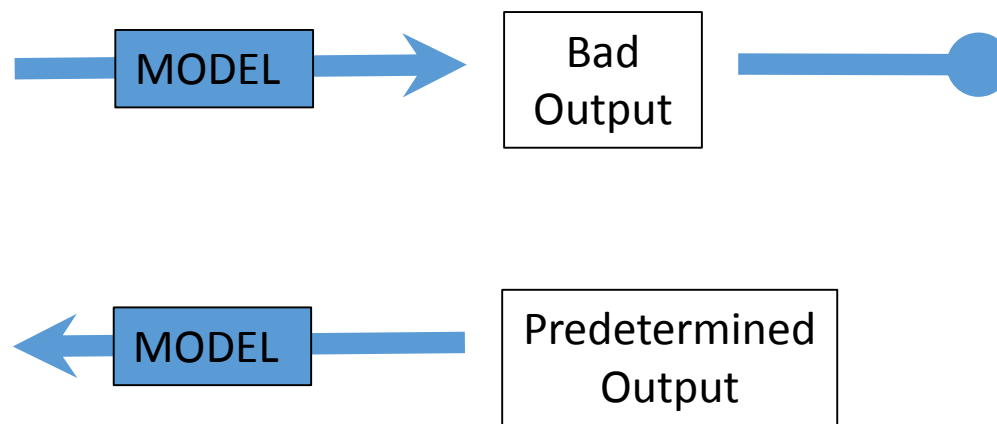 MODEL
Bad
Output
MODEL
Predetermined
Output